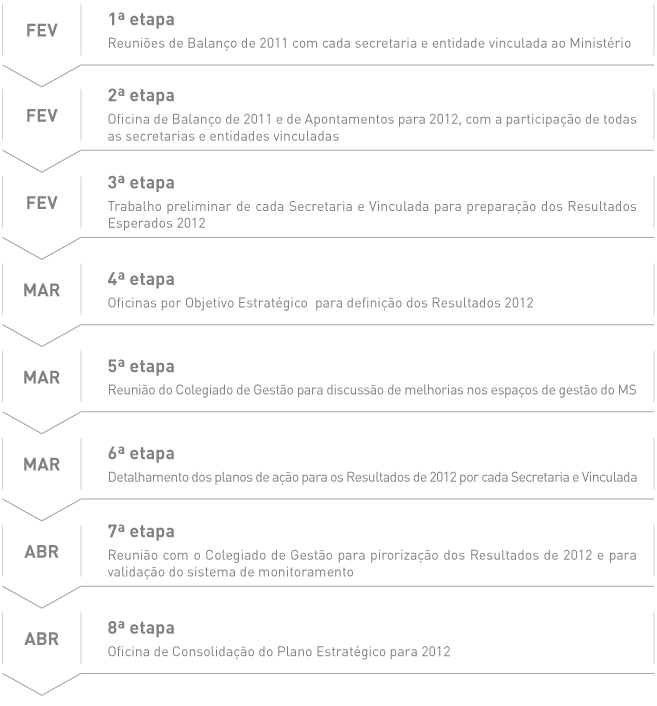 FEV
1ª etapa
Reuniões de Balanço de 2011 com cada secretaria e entidade vinculada ao Ministério
FEV
2ª etapa
Oficina de Balanço de 2011 e de Apontamentos para 2012, com a participação de todas
as secretarias e entidades vinculadas
FEV
3ª etapa
Trabalho preliminar de cada Secretaria e Vinculada para preparação dos Resultados
Esperados 2012
MAR
4ª etapa
Oficinas por Objetivo Estratégico para definição dos Resultados 2012
MAR
5ª etapa
Reunião do Colegiado de Gestão para discussão de melhorias nos espaços de gestão do MS
MAR
6ª etapa
Detalhamento dos planos de ação para os Resultados de 2012 por cada Secretaria e Vinculada
ABR
7ª etapa
Reunião com o Colegiado de Gestão para pirorização dos Resultados de 2012 e para
validação do sistema de monitoramento
ABR
8ª etapa
Oficina de Consolidação do Plano Estratégico para 2012